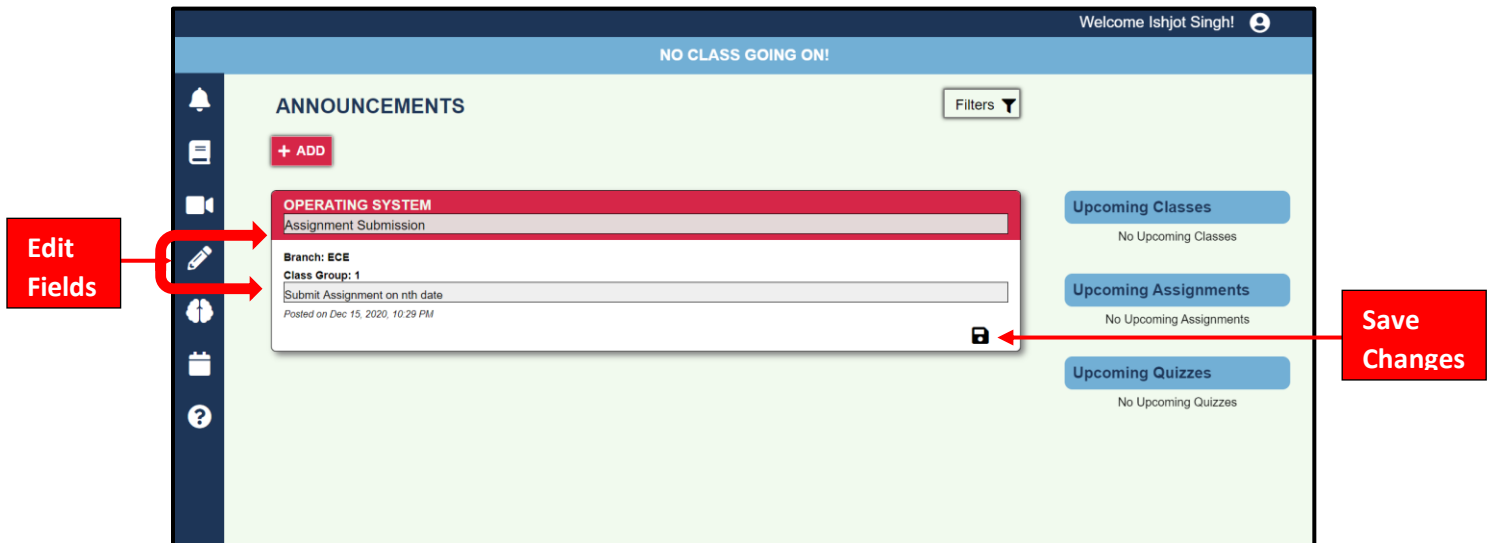 Welcome Ishjot Singh!
NO CLASS GOING ON!
ANNOUNCEMENTS
Filters
+ ADD
OPERATING SYSTEM
Assignment Submission
Branch: ECE
Class Group: 1
Submit Assignment on nth date
Posted on Dec 15, 2020, 10:29 PM
Upcoming Classes
No Upcoming Classes
Upcoming Assignments
No Upcoming Assignments
Upcoming Quizzes
No Upcoming Quizzes
Edit
Fields
Save
Changes